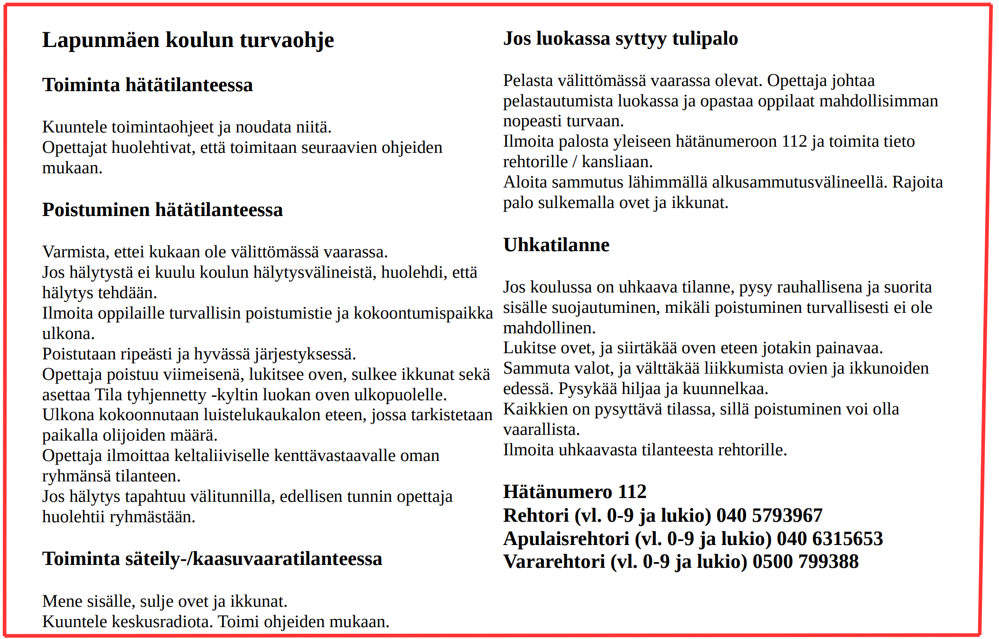 Lapunmäen koulun turvaohje
Toiminta hätätilanteessa
Kuuntele toimintaohjeet ja noudata niitä.
Opettajat huolehtivat, että toimitaan seuraavien ohjeiden
mukaan.
Poistuminen hätätilanteessa
Varmista, ettei kukaan ole välittömässä vaarassa.
Jos hälytystä ei kuulu koulun hälytysvälineistä, huolehdi, että
hälytys tehdään.
Ilmoita oppilaille turvallisin poistumistie ja kokoontumispaikka
ulkona.
Poistutaan ripeästi ja hyvässä järjestyksessä.
Opettaja poistuu viimeisenä, lukitsee oven, sulkee ikkunat sekä
asettaa Tila tyhjennetty -kyltin luokan oven ulkopuolelle.
Ulkona kokoonnutaan luistelukaukalon eteen, jossa tarkistetaan
paikalla olijoiden määrä.
Opettaja ilmoittaa keltaliiviselle kenttävastaavalle oman
ryhmänsä tilanteen.
Jos hälytys tapahtuu välitunnilla, edellisen tunnin opettaja
huolehtii ryhmästään.
Toiminta säteily-/kaasuvaaratilanteessa
Mene sisälle, sulje ovet ja ikkunat.
Kuuntele keskusradiota. Toimi ohjeiden mukaan.
Jos luokassa syttyy tulipalo
Pelasta välittömässä vaarassa olevat. Opettaja johtaa
pelastautumista luokassa ja opastaa oppilaat mahdollisimman
nopeasti turvaan.
Ilmoita palosta yleiseen hätänumeroon 112 ja toimita tieto
rehtorille / kansliaan.
Aloita sammutus lähimmällä alkusammutusvälineellä. Rajoita
palo sulkemalla ovet ja ikkunat.
Uhkatilanne
Jos koulussa on uhkaava tilanne, pysy rauhallisena ja suorita
sisälle suojautuminen, mikäli poistuminen turvallisesti ei ole
mahdollinen.
Lukitse ovet, ja siirtäkää oven eteen jotakin painavaa.
Sammuta valot, ja välttäkää liikkumista ovien ja ikkunoiden
edessä. Pysykää hiljaa ja kuunnelkaa.
Kaikkien on pysyttävä tilassa, sillä poistuminen voi olla
vaarallista.
Ilmoita uhkaavasta tilanteesta rehtorille.
Hätänumero 112
Rehtori (vl. 0-9 ja lukio) 040 5793967
Apulaisrehtori (vl. 0-9 ja lukio) 040 6315653
Vararehtori (vl. 0-9 ja lukio) 0500 799388